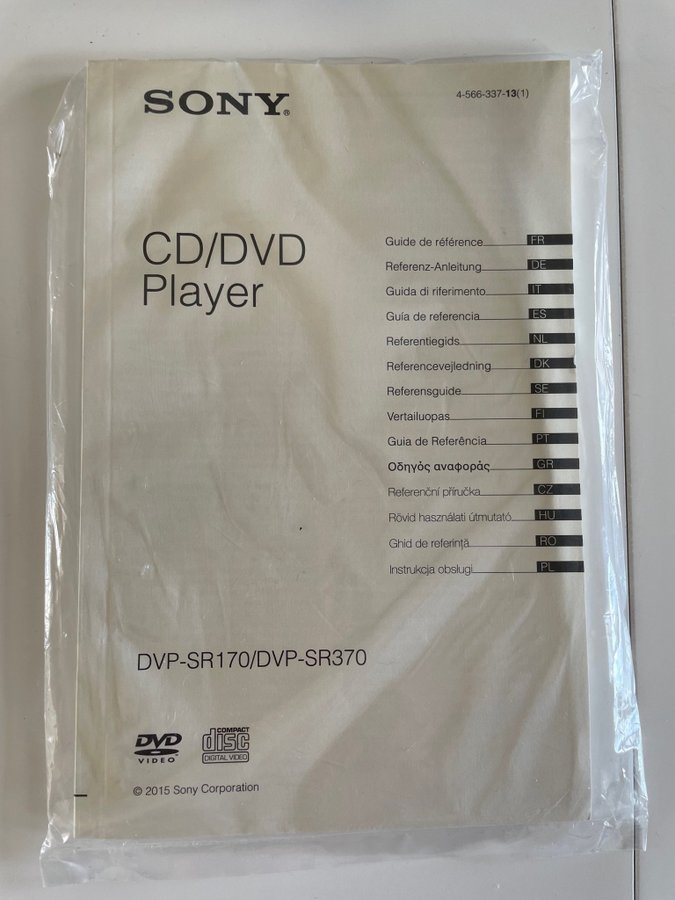 SONY®
4-566-337-13(1)
CD/DVD
Player
Guide de référence FR
Referenz-Anleitung DE
Guida di riferimento IT
Guía de referencia ES
Referentiegids NL
Referencevejledning DK
Referensguide SE
Vertailuopas FI
Guia de Referência PT
Οδηγός αναφοράς GR
Referenční příručka CZ
Rövid használati útmutató HU
Ghid de referinţă RO
Instrukcja obsługi PL
DVP-SR170/DVP-SR370
DVD
VIDEO™
COMPACT
disc
DIGITAL VIDEO
© 2015 Sony Corporation